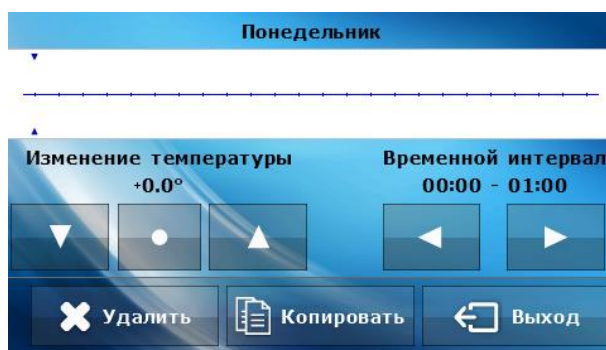 Понедельник
Изменение температуры
+0.0°
Временной интервал
00:00 - 01:00
Удалить
Копировать
Выход